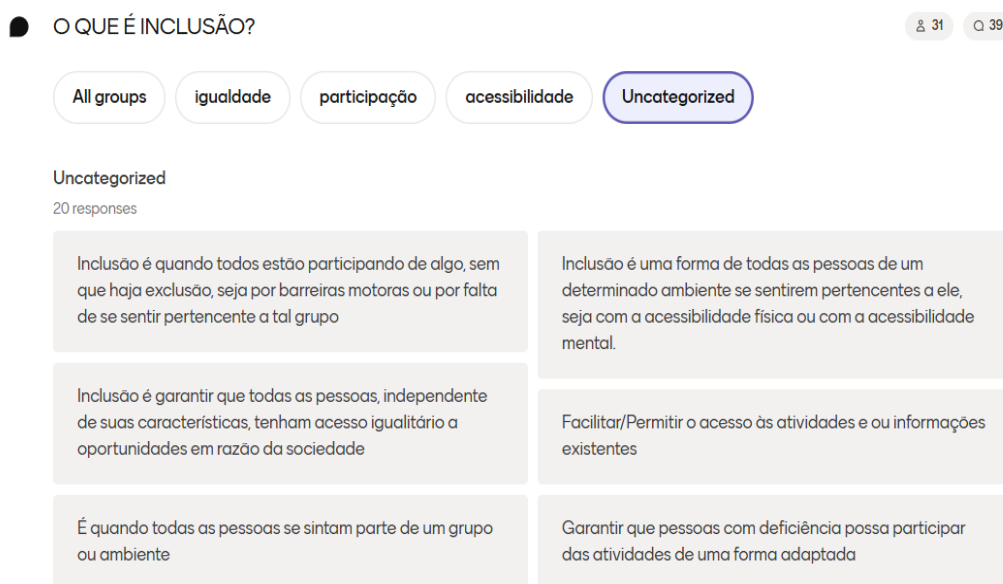 O QUE É INCLUSÃO?
31
39
All groups
igualdade
participação
acessibilidade
Uncategorized
Uncategorized
20 responses
Inclusão é quando todos estão participando de algo, sem
que haja exclusão, seja por barreiras motoras ou por falta
de se sentir pertencente a tal grupo
Inclusão é uma forma de todas as pessoas de um
determinado ambiente se sentirem pertencentes a ele,
seja com a acessibilidade física ou com a acessibilidade
mental.
Inclusão é garantir que todas as pessoas, independente
de suas características, tenham acesso igualitário a
oportunidades em razão da sociedade
Facilitar/Permitir o acesso às atividades e ou informações
existentes
É quando todas as pessoas se sintam parte de um grupo
ou ambiente
Garantir que pessoas com deficiência possa participar
das atividades de uma forma adaptada